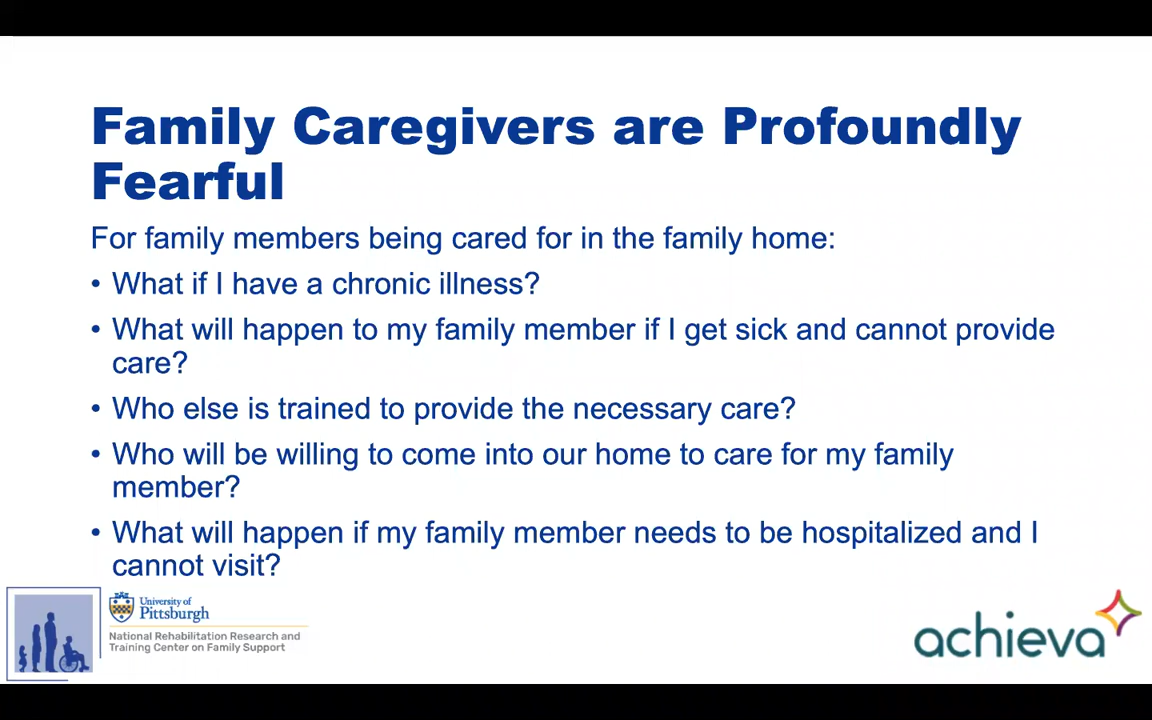 Family Caregivers are Profoundly
Fearful
For family members being cared for in the family home:
• What if I have a chronic illness?
• What will happen to my family member if I get sick and cannot provide
care?
• Who else is trained to provide the necessary care?
• Who will be willing to come into our home to care for my family
member?
• What will happen if my family member needs to be hospitalized and I
cannot visit?
University of
Pittsburgh
National Rehabilitation Research and
Training Center on Family Support
achieva